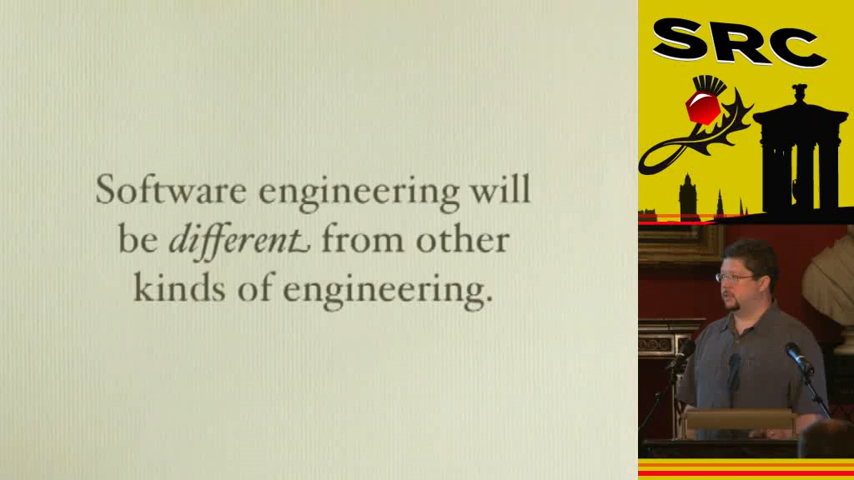 Software engineering will
be different from other
kinds of engineering.
SRC